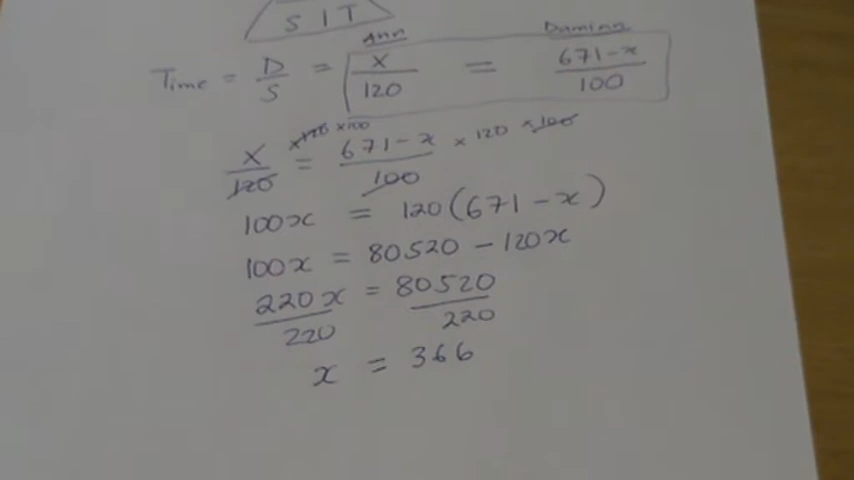 S I T
Ann Damian
Time = D/S = x/120 = 671-x/100
x/120 ×120 ×100 = 671-x/100 × 120 × 100
100x = 120(671-x)
100x = 80520 - 120x
220x/220 = 80520/220
x = 366